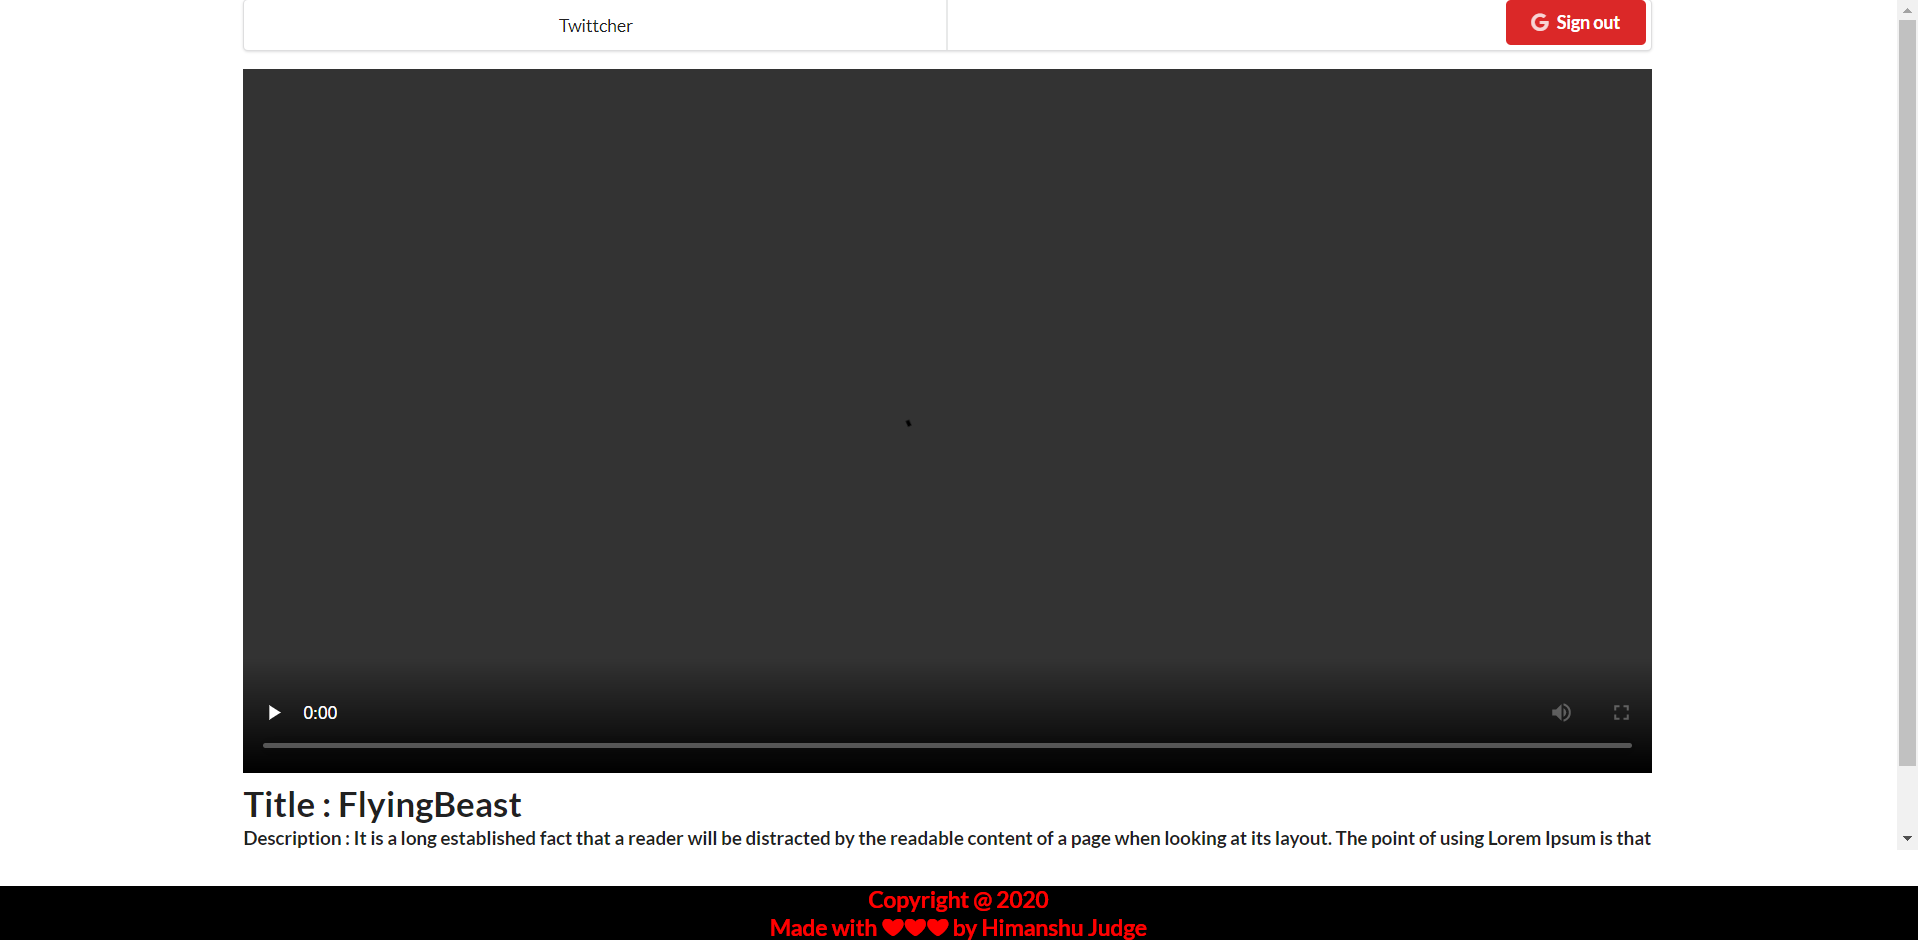 Twittcher
Sign out
0:00
Title : FlyingBeast
Description : It is a long established fact that a reader will be distracted by the readable content of a page when looking at its layout. The point of using Lorem Ipsum is that
Copyright @ 2020
Made with ❤❤❤ by Himanshu Judge